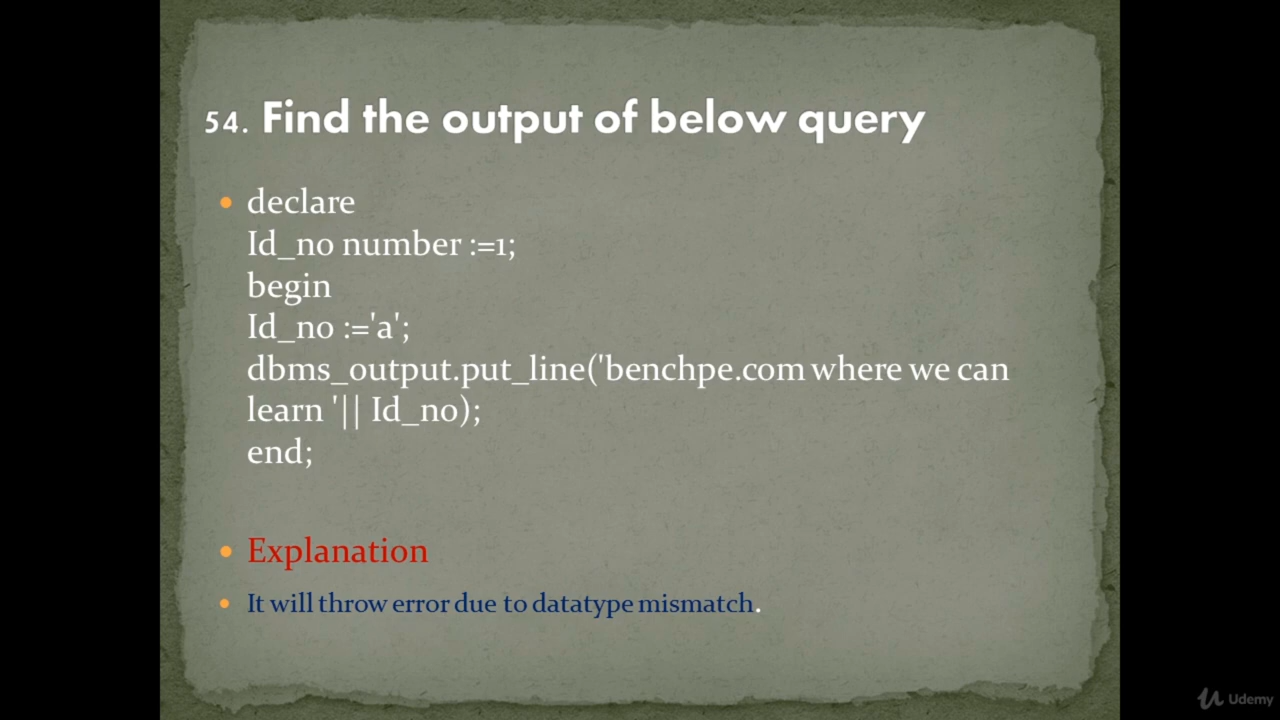 54. Find the output of below query
• declare
Id_no number :=1;
begin
Id_no :='a';
dbms_output.put_line('benchpe.com where we can
learn '|| Id_no);
end;
• Explanation
• It will throw error due to datatype mismatch.
Udemy